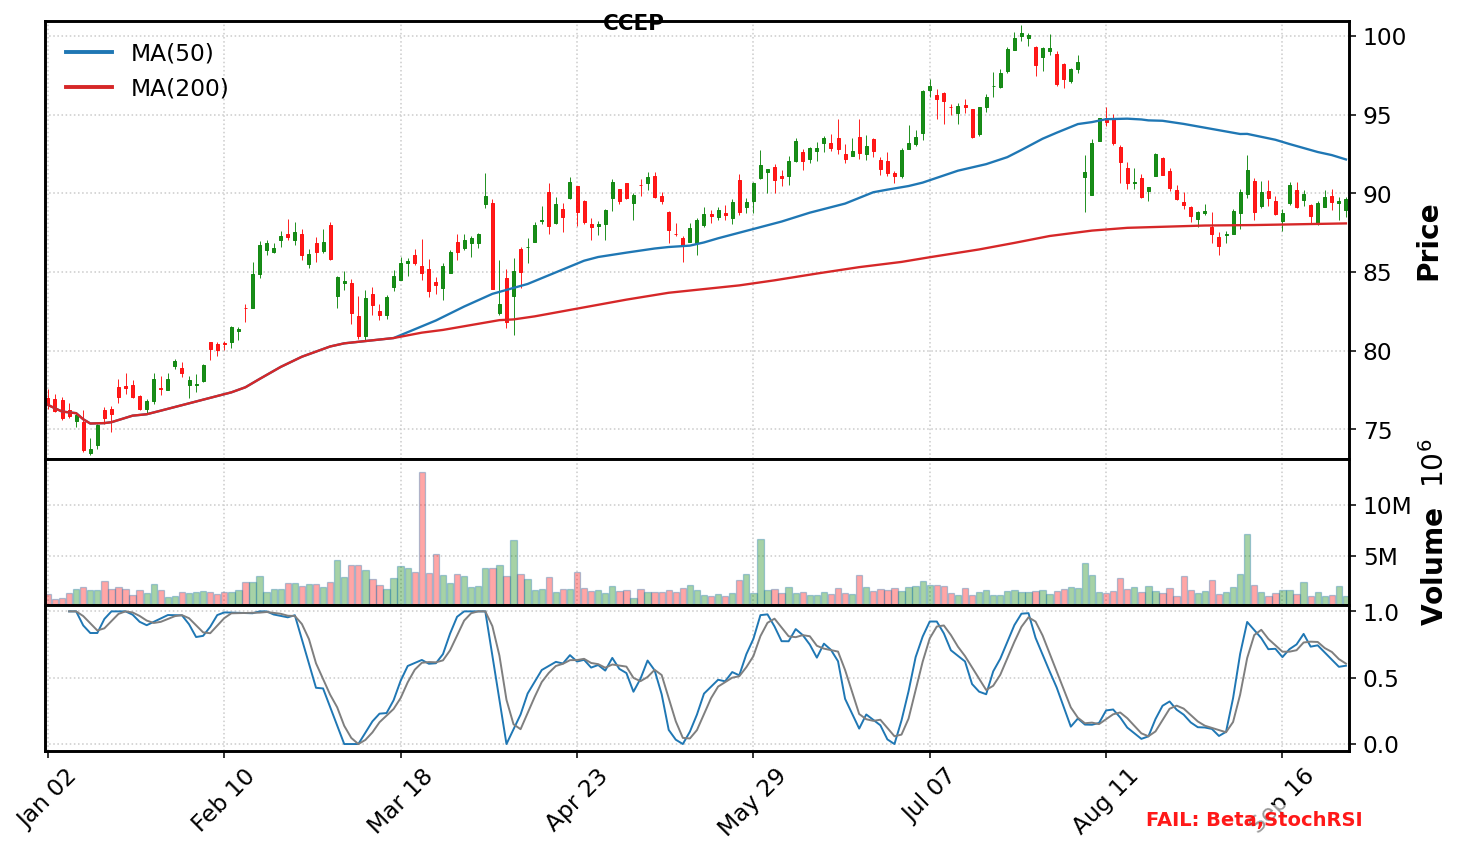 CCEP
MA(50)
MA(200)
100
95
90
85
80
75
Price
10M
5M
Volume 10^6
1.0
0.5
0.0
Jan 02
Feb 10
Mar 18
Apr 23
May 29
Jul 07
Aug 11
Sep 16
FAIL: Beta,StochRSI